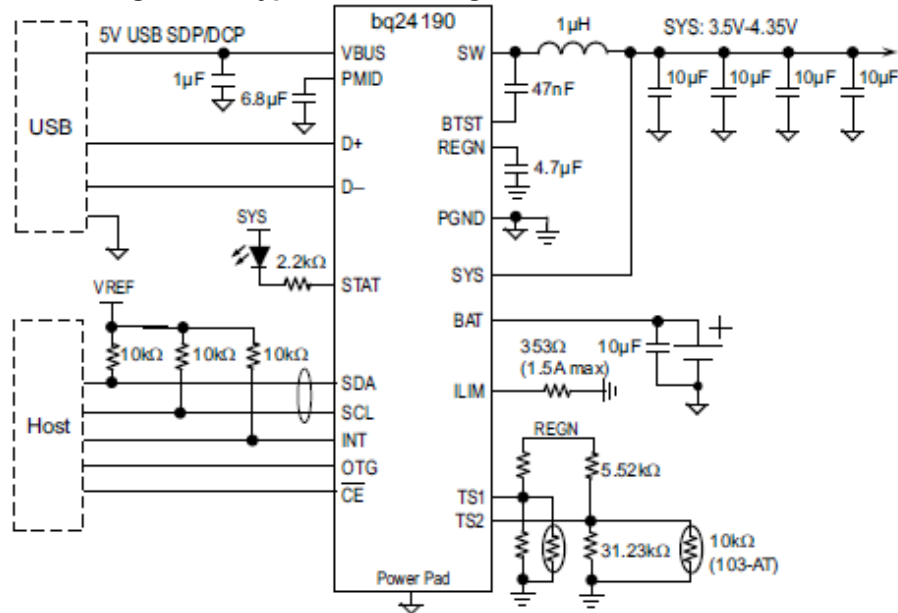 bq24190
5V USB SDP/DCP
1µH
SYS: 3.5V-4.35V
VBUS
SW
1µF
PMID
6.8µF
47nF
10µF
10µF
10µF
10µF
USB
BTST
D+
REGN
4.7µF
D–
PGND
SYS
2.2kΩ
STAT
SYS
VREF
BAT
+
10kΩ
10kΩ
10kΩ
353Ω
(1.5A max)
10µF
SDA
ILIM
SCL
Host
INT
REGN
OTG
5.52kΩ
CE
TS1
TS2
31.23kΩ
10kΩ
(103-AT)
Power Pad